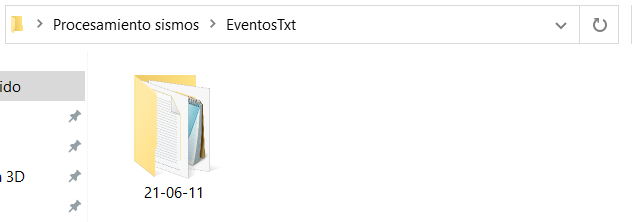 Procesamiento sismos > EventosTxt
ido
21-06-11
a 3D